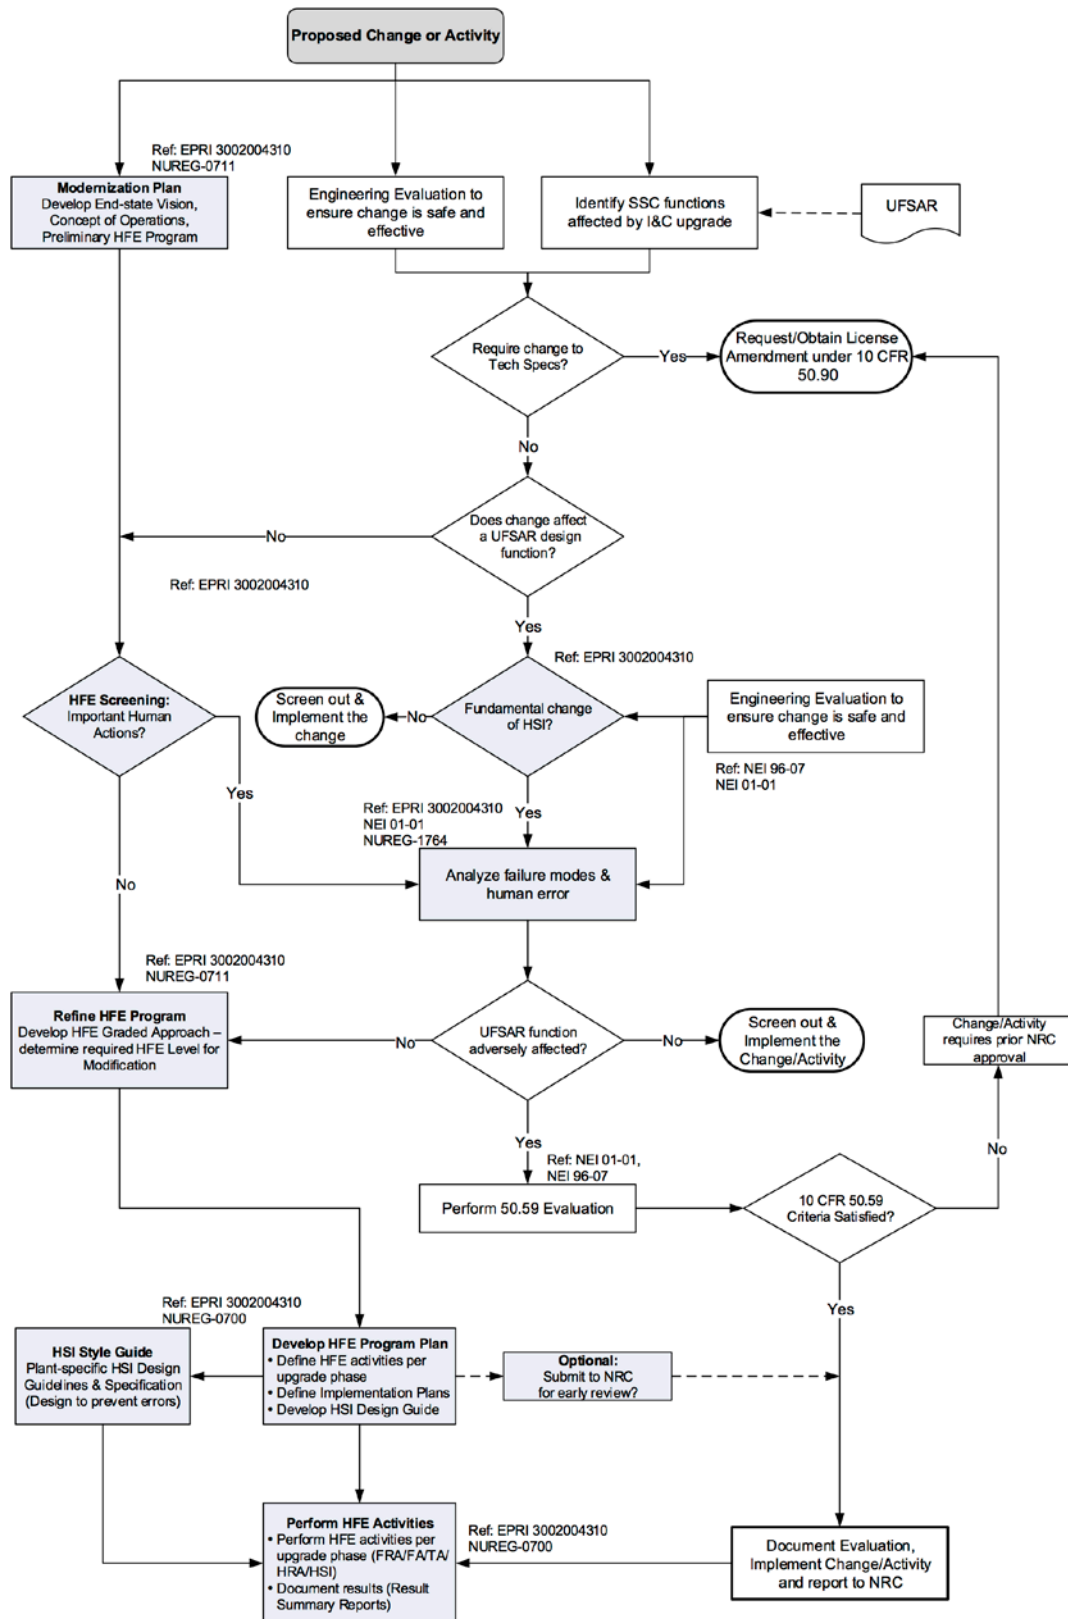 Proposed Change or Activity
Ref: EPRI 3002004310
NUREG-0711
Modernization Plan
Develop End-state Vision,
Concept of Operations,
Preliminary HFE Program
Engineering Evaluation to
ensure change is safe and
effective
Identify SSC functions
affected by I&C upgrade
UFSAR
Require change to
Tech Specs?
Yes
Request/Obtain License
Amendment under 10 CFR
50.90
No
Does change affect
a UFSAR design
function?
No
Ref: EPRI 3002004310
Yes
Ref: EPRI 3002004310
HFE Screening:
Important Human
Actions?
Screen out &
Implement the
change
No
Fundamental change
of HSI?
Engineering Evaluation to
ensure change is safe and
effective
Ref: NEI 96-07
NEI 01-01
Yes
Ref: EPRI 3002004310
NEI 01-01
NUREG-1764
Yes
Analyze failure modes &
human error
No
Ref: EPRI 3002004310
NUREG-0711
Refine HFE Program
Develop HFE Graded Approach –
determine required HFE Level for
Modification
No
UFSAR function
adversely affected?
No
Screen out &
Implement the
Change/Activity
Change/Activity
requires prior NRC
approval
Yes
Ref: NEI 01-01,
NEI 96-07
No
Perform 50.59 Evaluation
10 CFR 50.59
Criteria Satisfied?
Yes
Ref: EPRI 3002004310
NUREG-0700
HSI Style Guide
Plant-specific HSI Design
Guidelines & Specification
(Design to prevent errors)
Develop HFE Program Plan
• Define HFE activities per
upgrade phase
• Define Implementation Plans
• Develop HSI Design Guide
Optional:
Submit to NRC
for early review?
Perform HFE Activities
• Perform HFE activities per
upgrade phase (FRA/FA/TA/
HRA/HSI)
• Document results (Result
Summary Reports)
Ref: EPRI 3002004310
NUREG-0700
Document Evaluation,
Implement Change/Activity
and report to NRC